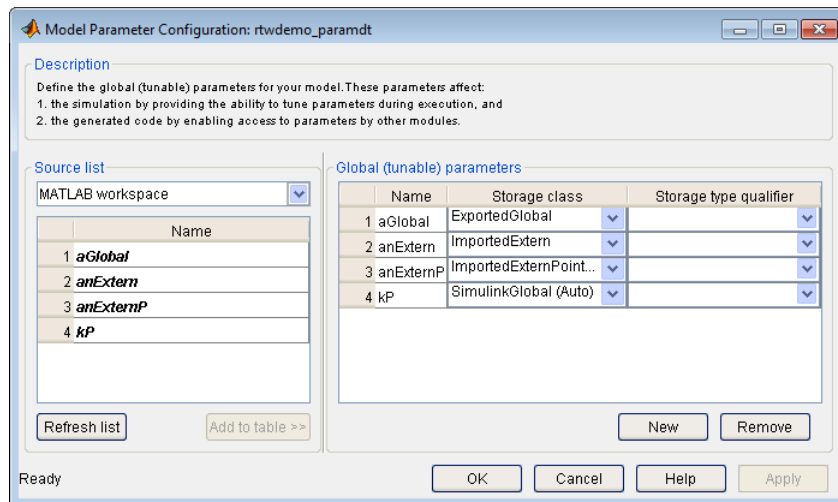 Model Parameter Configuration: rtwdemo_paramdt
Description
Define the global (tunable) parameters for your model.These parameters affect:
1. the simulation by providing the ability to tune parameters during execution, and
2. the generated code by enabling access to parameters by other modules.
Source list
MATLAB workspace
Name
1 aGlobal
2 anExtern
3 anExternP
4 kP
Refresh list
Add to table >>
Global (tunable) parameters
Name Storage class Storage type qualifier
1 aGlobal ExportedGlobal
2 anExtern ImportedExtern
3 anExternP ImportedExternPoint...
4 kP SimulinkGlobal (Auto)
New Remove
Ready
OK Cancel Help Apply